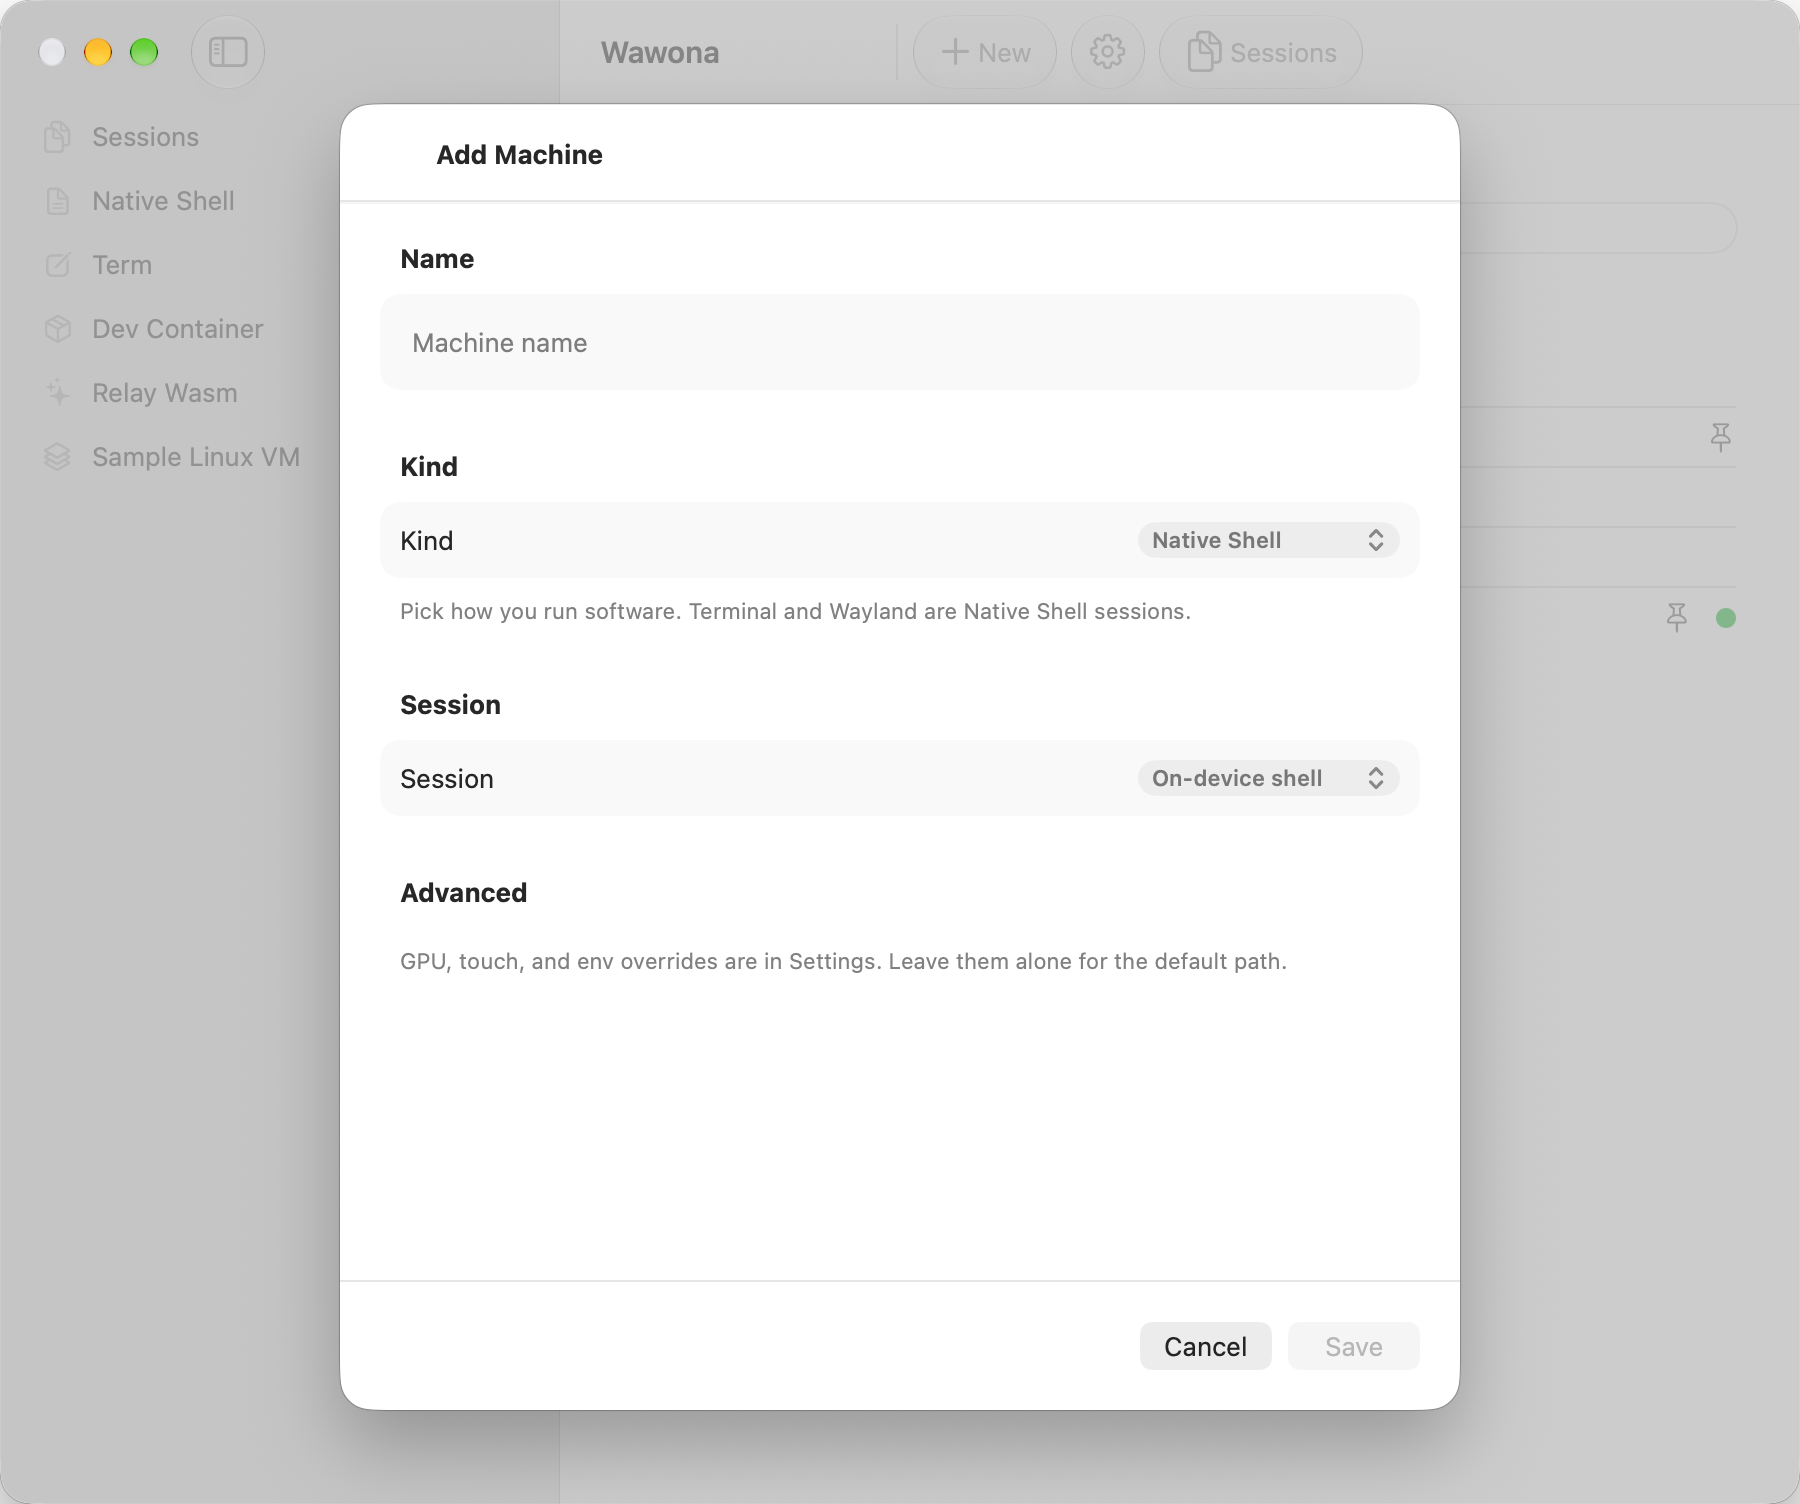 Wawona
New
Sessions
Sessions
Native Shell
Term
Dev Container
Relay Wasm
Sample Linux VM
Add Machine
Name
Machine name
Kind
Kind
Native Shell
Pick how you run software. Terminal and Wayland are Native Shell sessions.
Session
Session
On-device shell
Advanced
GPU, touch, and env overrides are in Settings. Leave them alone for the default path.
Cancel
Save